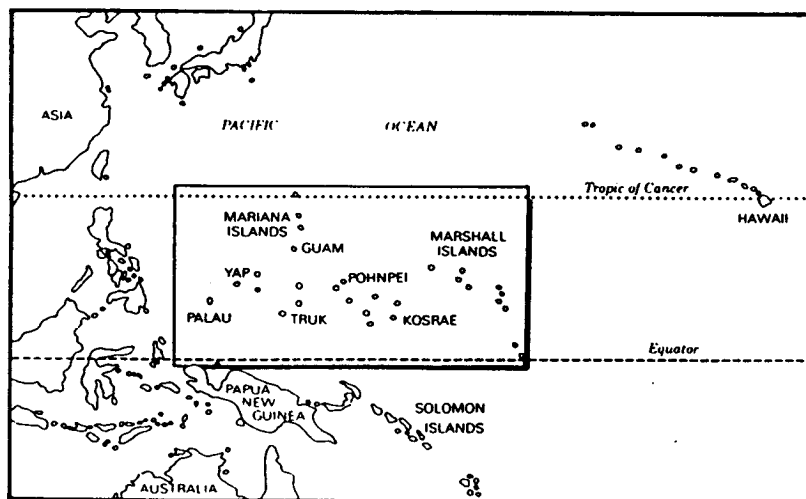 ASIA
PACIFIC OCEAN
Tropic of Cancer
HAWAII
MARIANA
ISLANDS
GUAM
MARSHALL
ISLANDS
YAP
POHNPEI
PALAU
TRUK
KOSRAE
Equator
PAPUA
NEW
GUINEA
SOLOMON
ISLANDS
AUSTRALIA